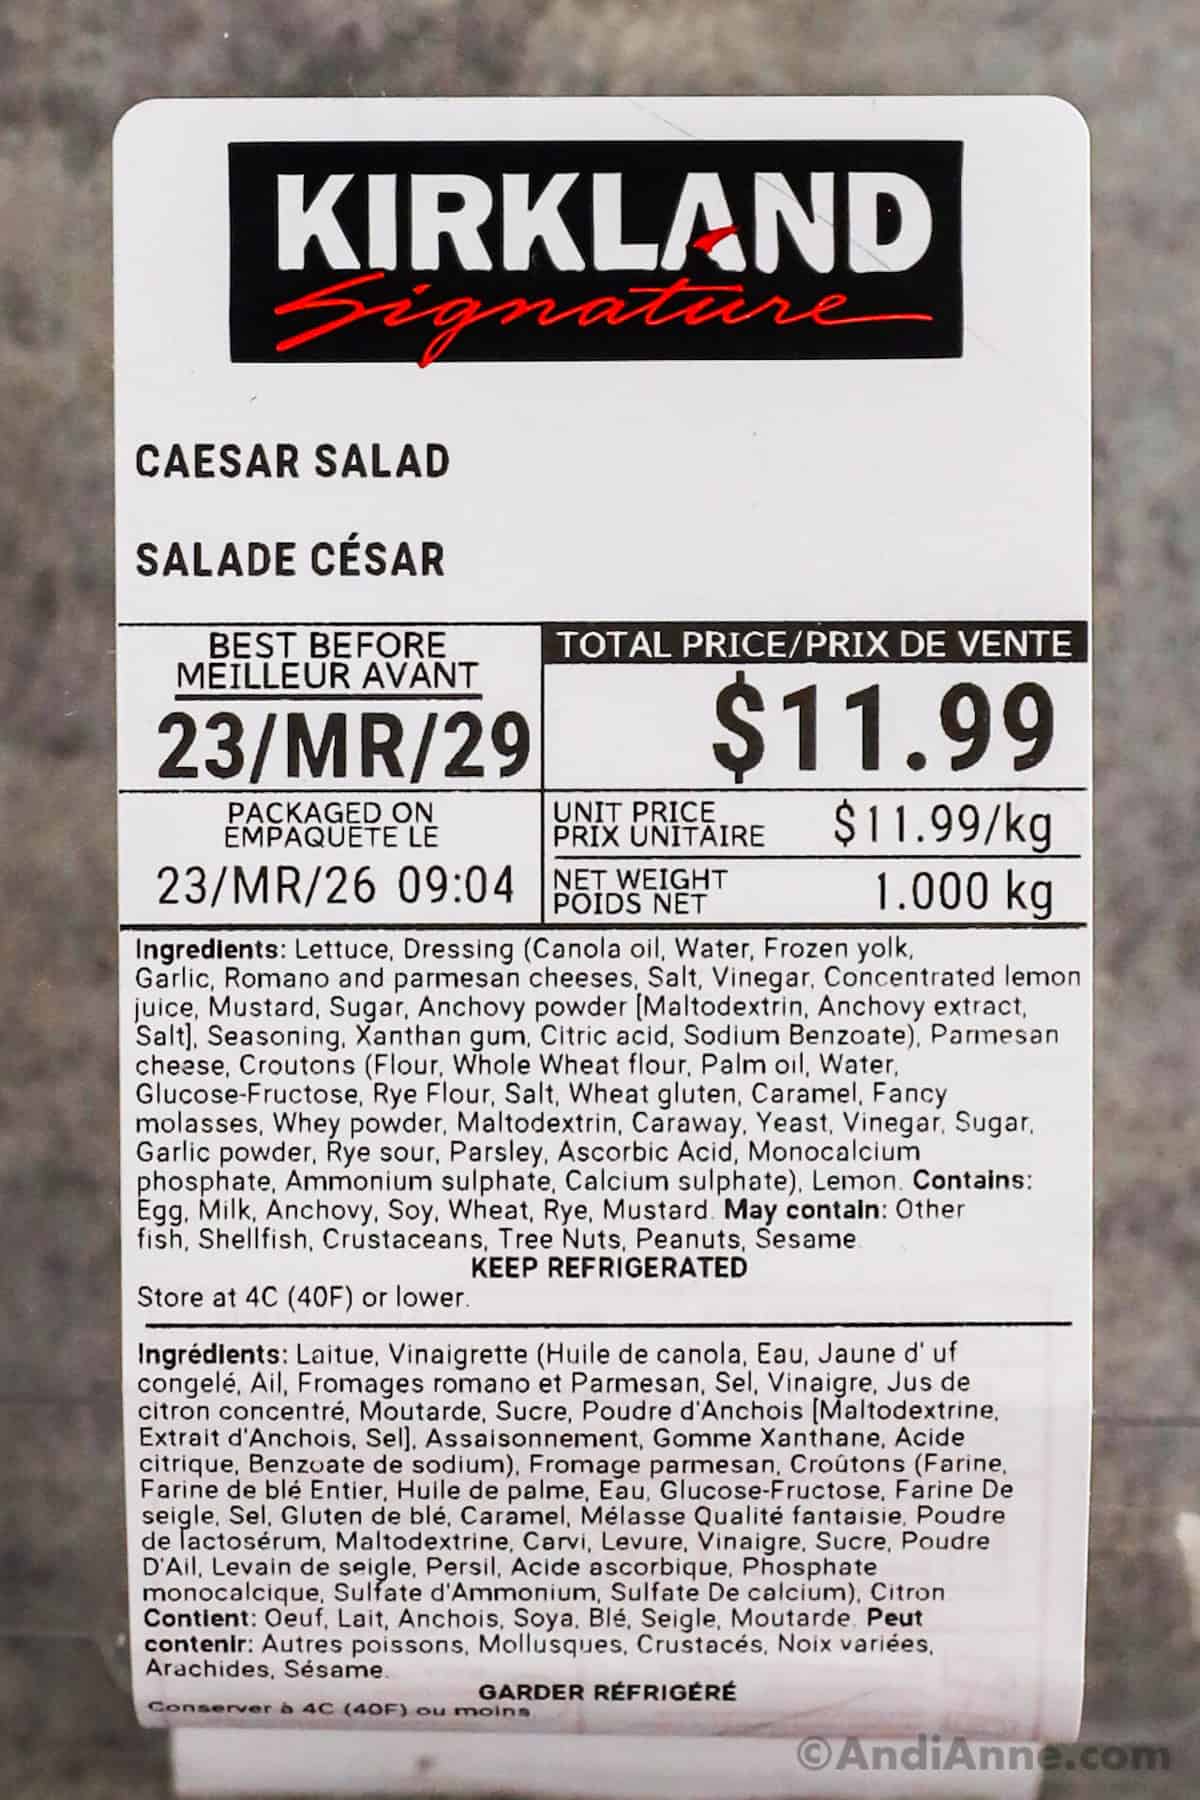 KIRKLAND
Signature
CAESAR SALAD
SALADE CÉSAR
BEST BEFORE
MEILLEUR AVANT
23/MR/29
TOTAL PRICE/PRIX DE VENTE
$11.99
PACKAGED ON
EMPAQUETE LE
23/MR/26 09:04
UNIT PRICE
PRIX UNITAIRE
$11.99/kg
NET WEIGHT
POIDS NET
1.000 kg
Ingredients: Lettuce, Dressing (Canola oil, Water, Frozen yolk,
Garlic, Romano and parmesan cheeses, Salt, Vinegar, Concentrated lemon
juice, Mustard, Sugar, Anchovy powder [Maltodextrin, Anchovy extract,
Salt], Seasoning, Xanthan gum, Citric acid, Sodium Benzoate), Parmesan
cheese, Croutons (Flour, Whole Wheat flour, Palm oil, Water,
Glucose-Fructose, Rye Flour, Salt, Wheat gluten, Caramel, Fancy
molasses, Whey powder, Maltodextrin, Caraway, Yeast, Vinegar, Sugar,
Garlic powder, Rye sour, Parsley, Ascorbic Acid, Monocalcium
phosphate, Ammonium sulphate, Calcium sulphate), Lemon. Contains:
Egg, Milk, Anchovy, Soy, Wheat, Rye, Mustard. May contain: Other
fish, Shellfish, Crustaceans, Tree Nuts, Peanuts, Sesame.
KEEP REFRIGERATED
Store at 4C (40F) or lower.
Ingrédients: Laitue, Vinaigrette (Huile de canola, Eau, Jaune d' uf
congelé, Ail, Fromages romano et Parmesan, Sel, Vinaigre, Jus de
citron concentré, Moutarde, Sucre, Poudre d'Anchois [Maltodextrine,
Extrait d'Anchois, Sel], Assaisonnement, Gomme Xanthane, Acide
citrique, Benzoate de sodium), Fromage parmesan, Croûtons (Farine,
Farine de blé Entier, Huile de palme, Eau, Glucose-Fructose, Farine De
seigle, Sel, Gluten de blé, Caramel, Mélasse Qualité fantaisie, Poudre
de lactosérum, Maltodextrine, Carvi, Levure, Vinaigre, Sucre, Poudre
D'Ail, Levain de seigle, Persil, Acide ascorbique, Phosphate
monocalcique, Sulfate d'Ammonium, Sulfate De calcium), Citron.
Contient: Oeuf, Lait, Anchois, Soya, Blé, Seigle, Moutarde. Peut
contenir: Autres poissons, Mollusques, Crustacés, Noix variées,
Arachides, Sésame.
GARDER RÉFRIGÉRÉ
Conserver à 4C (40F) ou moins.
©AndiAnne.com